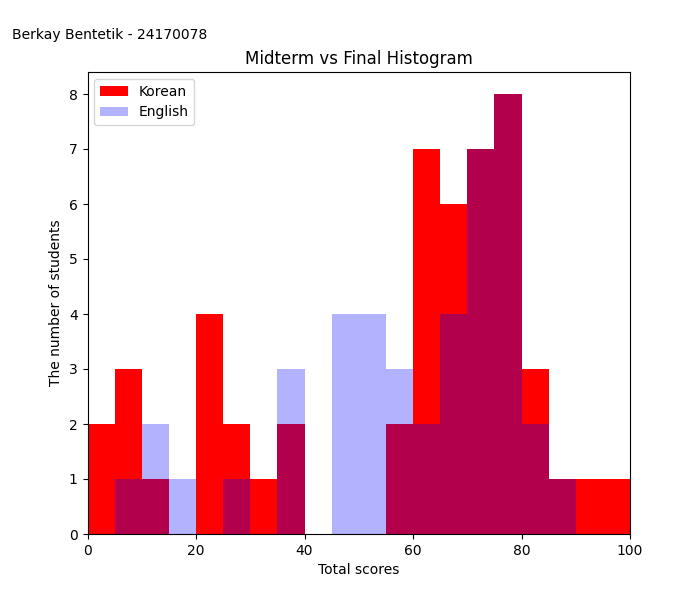 Berkay Bentetik - 24170078
Midterm vs Final Histogram
Korean
English
The number of students
8
7
6
5
4
3
2
1
0
0 20 40 60 80 100
Total scores